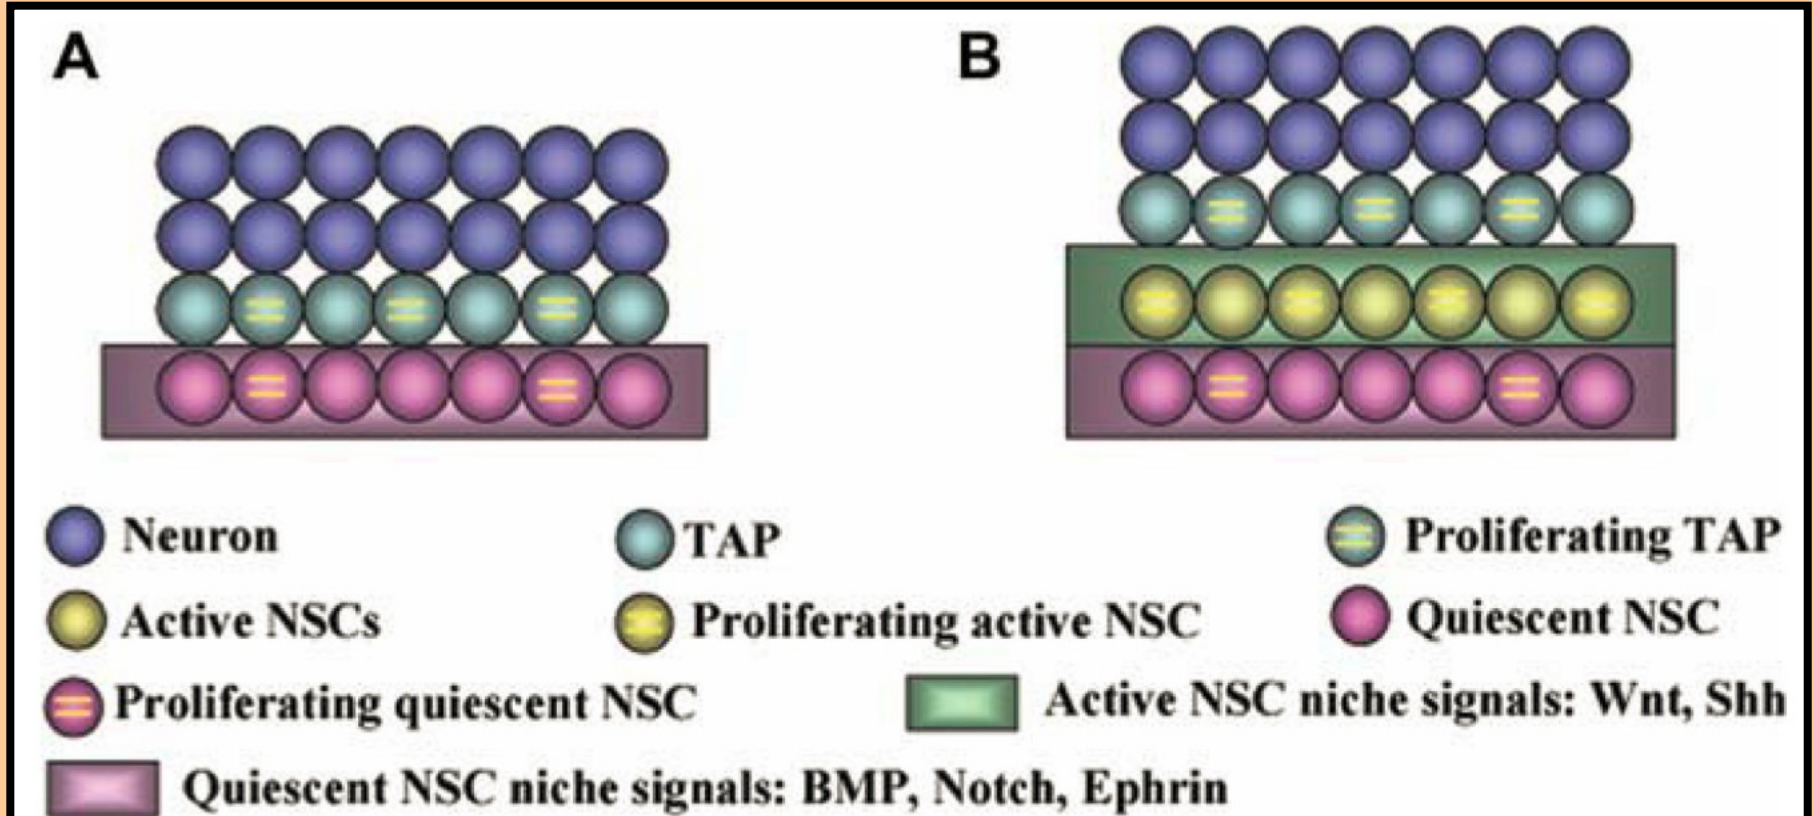 A
B
Neuron
TAP
Proliferating TAP
Active NSCs
Proliferating active NSC
Quiescent NSC
Proliferating quiescent NSC
Active NSC niche signals: Wnt, Shh
Quiescent NSC niche signals: BMP, Notch, Ephrin